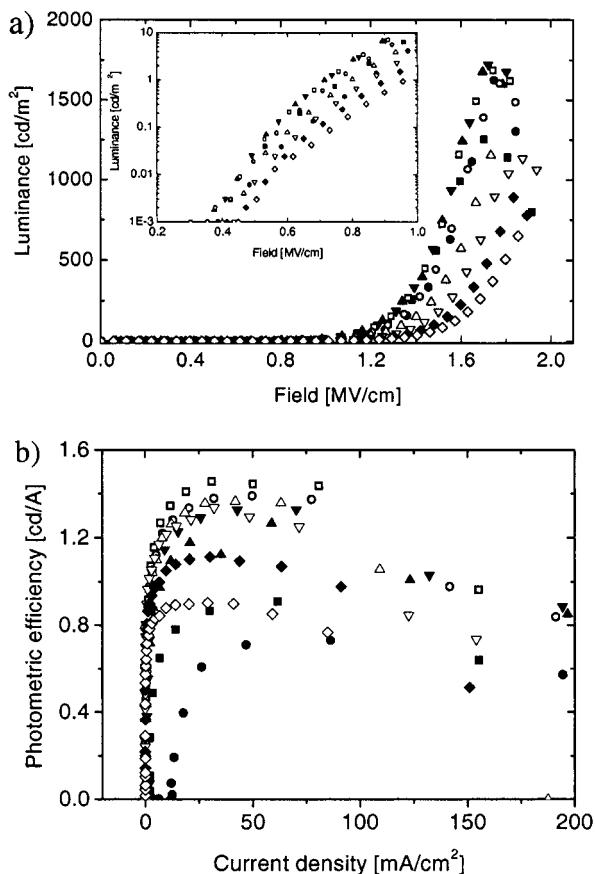 a)
Luminance [cd/m²]
2000
1500
1000
500
0
Luminance [cd/m²]
10
1
0.1
0.01
1E-3
0.2 0.4 0.6 0.8 1.0
Field [MV/cm]
0.0 0.4 0.8 1.2 1.6 2.0
Field [MV/cm]
b)
Photometric efficiency [cd/A]
1.6
1.2
0.8
0.4
0.0
0 50 100 150 200
Current density [mA/cm²]